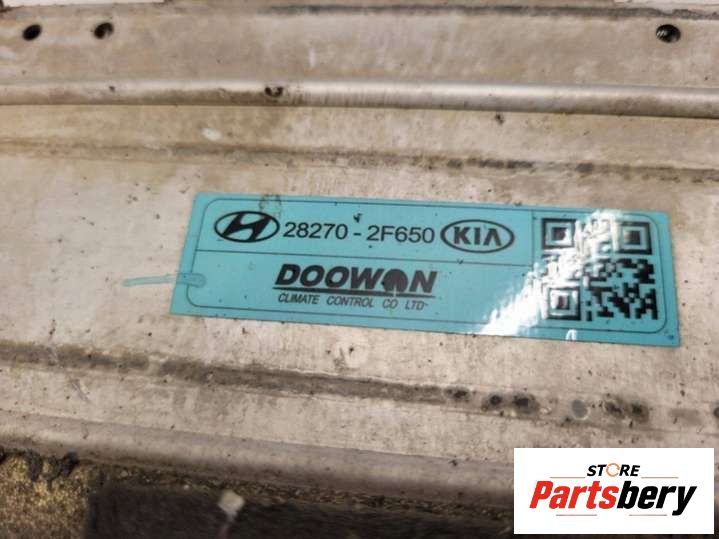 28270 - 2F650 KIA
DOOWON
CLIMATE CONTROL CO LTD
STORE
Partsbery